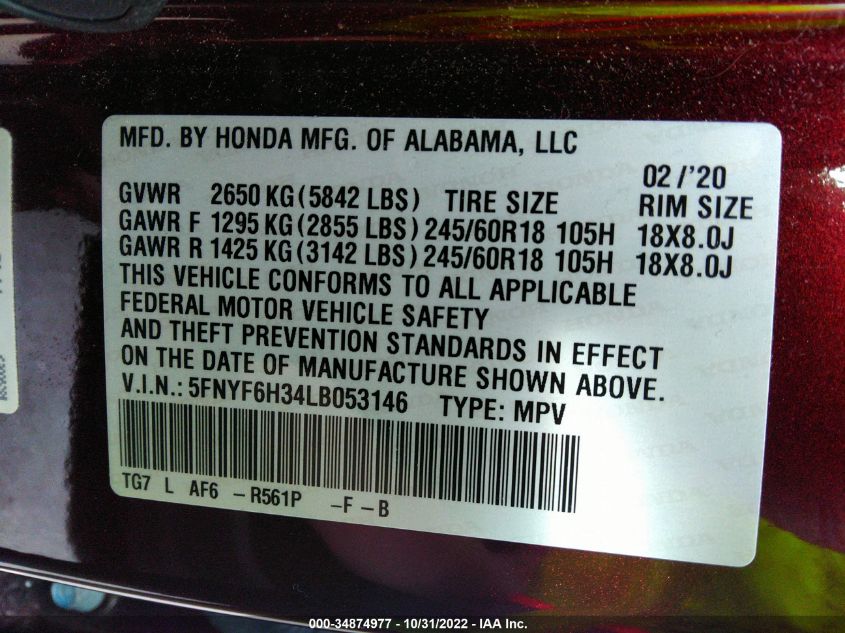 MFD. BY HONDA MFG. OF ALABAMA, LLC
02/'20
GVWR 2650 KG (5842 LBS) TIRE SIZE RIM SIZE
GAWR F 1295 KG (2855 LBS) 245/60R18 105H 18X8.0J
GAWR R 1425 KG (3142 LBS) 245/60R18 105H 18X8.0J
THIS VEHICLE CONFORMS TO ALL APPLICABLE
FEDERAL MOTOR VEHICLE SAFETY
AND THEFT PREVENTION STANDARDS IN EFFECT
ON THE DATE OF MANUFACTURE SHOWN ABOVE.
V.I.N.: 5FNYF6H34LB053146 TYPE: MPV
TG7 L AF6 -R561P -F-B
000-34874977 - 10/31/2022 - IAA Inc.